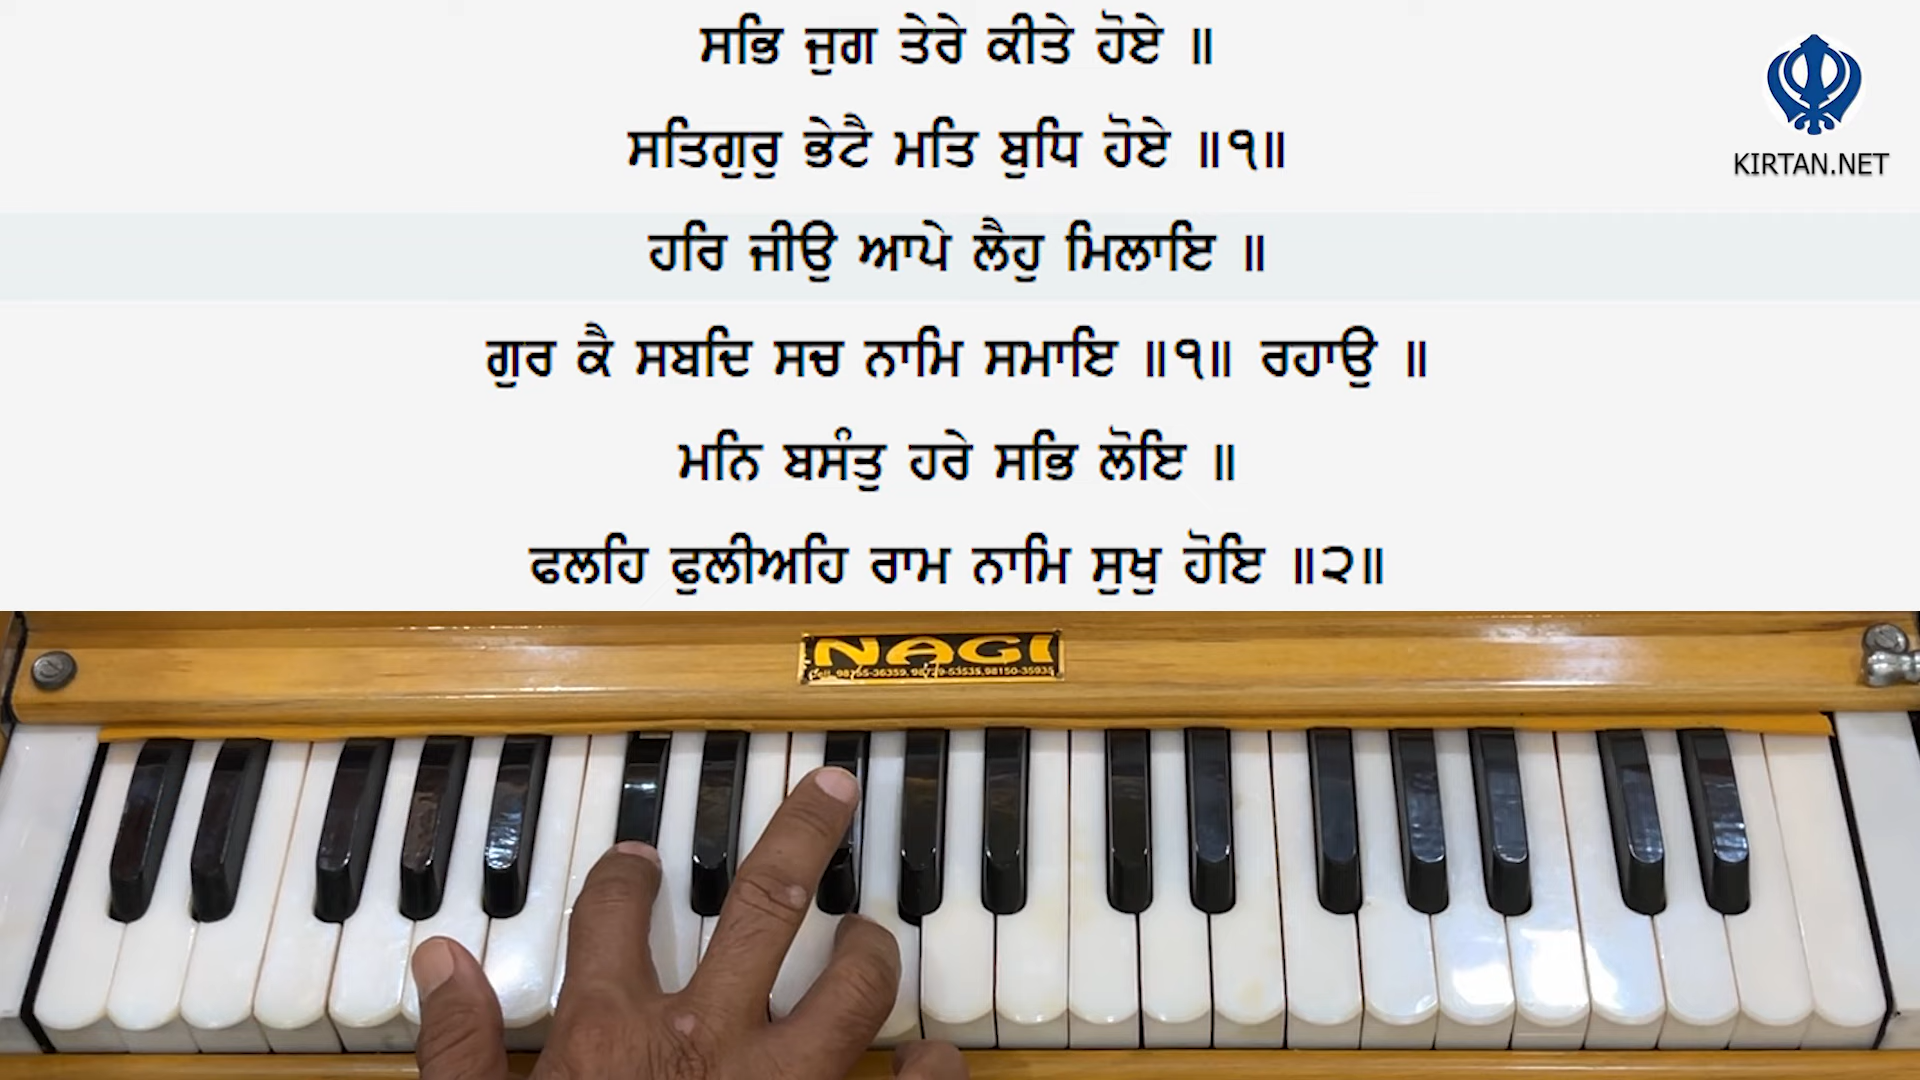 ਸਭਿ ਜੁਗ ਤੇਰੇ ਕੀਤੇ ਹੋਏ ॥
ਸਤਿਗੁਰੁ ਭੇਟੈ ਮਤਿ ਬੁਧਿ ਹੋਏ ॥੧॥
ਹਰਿ ਜੀਉ ਆਪੇ ਲੈਹੁ ਮਿਲਾਇ ॥
ਗੁਰ ਕੈ ਸਬਦਿ ਸਚ ਨਾਮਿ ਸਮਾਇ ॥੧॥ ਰਹਾਉ ॥
ਮਨਿ ਬਸੰਤੁ ਹਰੇ ਸਭਿ ਲੋਇ ॥
ਫਲਹਿ ਫੁਲੀਅਹਿ ਰਾਮ ਨਾਮਿ ਸੁਖੁ ਹੋਇ ॥੨॥
KIRTAN.NET
NAGI